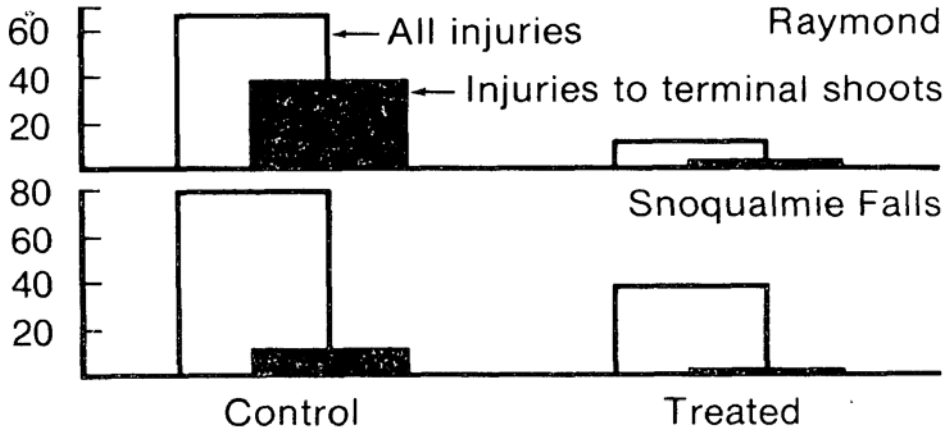 Raymond
60
All injuries
40
Injuries to terminal shoots
20
80
Snoqualmie Falls
60
40
20
Control Treated